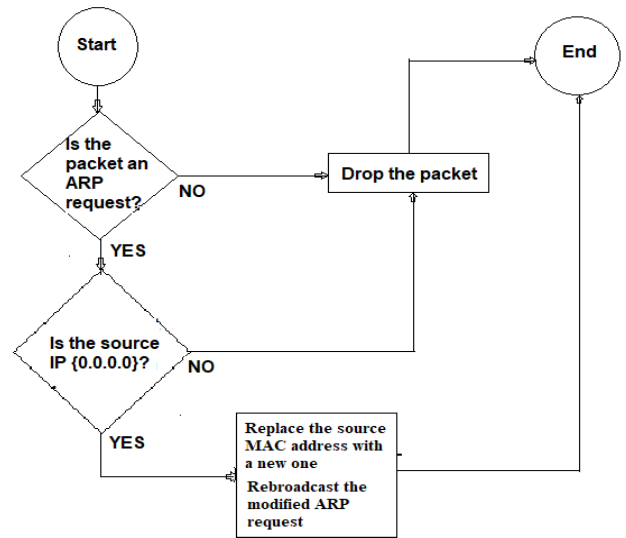 Start
End
Is the
packet an
ARP
request?
NO
Drop the packet
YES
Is the source
IP {0.0.0.0}?
NO
YES
Replace the source
MAC address with
a new one
Rebroadcast the
modified ARP
request